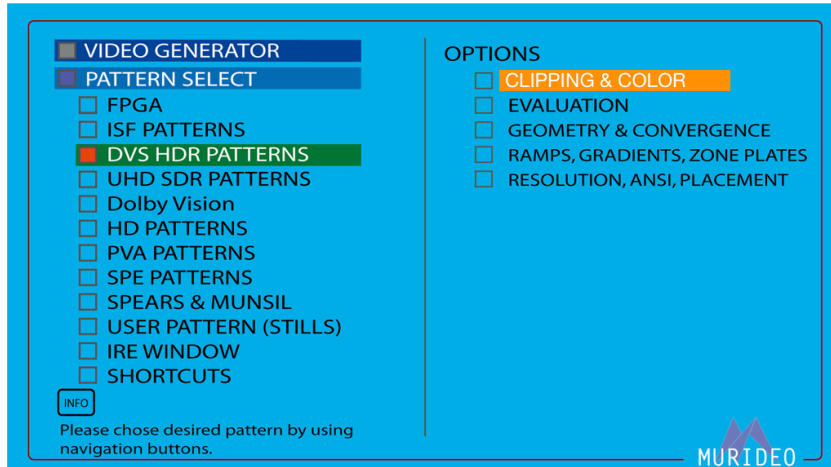 VIDEO GENERATOR
PATTERN SELECT
FPGA
ISF PATTERNS
DVS HDR PATTERNS
UHD SDR PATTERNS
Dolby Vision
HD PATTERNS
PVA PATTERNS
SPE PATTERNS
SPEARS & MUNSIL
USER PATTERN (STILLS)
IRE WINDOW
SHORTCUTS
INFO
Please chose desired pattern by using
navigation buttons.
OPTIONS
CLIPPING & COLOR
EVALUATION
GEOMETRY & CONVERGENCE
RAMPS, GRADIENTS, ZONE PLATES
RESOLUTION, ANSI, PLACEMENT
MURIDEO